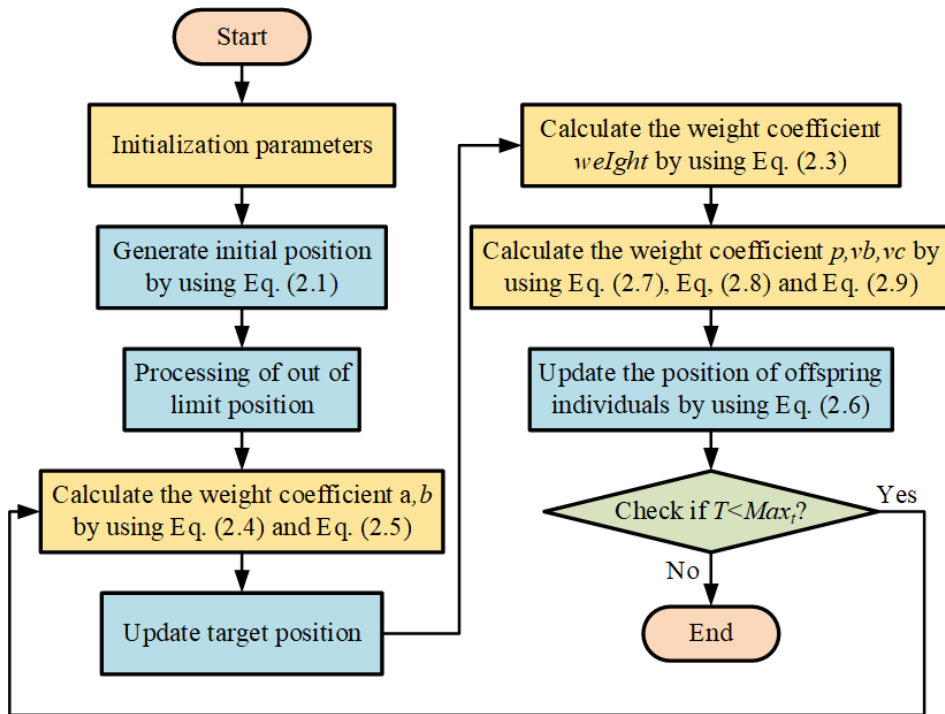 Start
Initialization parameters
Generate initial position
by using Eq. (2.1)
Processing of out of
limit position
Calculate the weight coefficient a,b
by using Eq. (2.4) and Eq. (2.5)
Update target position
Calculate the weight coefficient
weIght by using Eq. (2.3)
Calculate the weight coefficient p,vb,vc by
using Eq. (2.7), Eq, (2.8) and Eq. (2.9)
Update the position of offspring
individuals by using Eq. (2.6)
Check if T<Maxₜ?
Yes
No
End